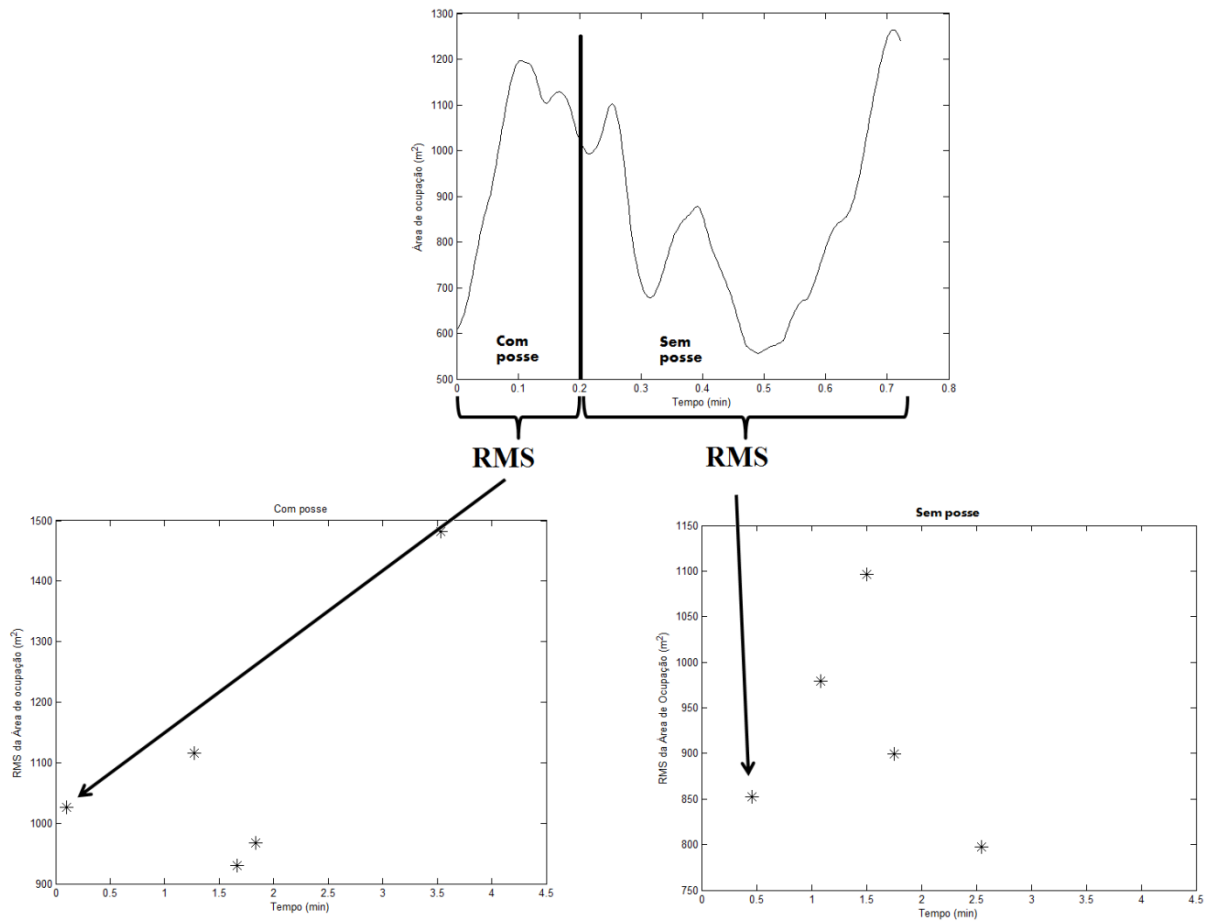 1300
1200
1100
1000
900
800
700
600
500
Área de ocupação (m²)
Com
posse
Sem
posse
0 0.1 0.2 0.3 0.4 0.5 0.6 0.7 0.8
Tempo (min)
RMS RMS
Com posse
1500
1400
1300
1200
1100
1000
900
RMS da Área de ocupação (m²)
0 0.5 1 1.5 2 2.5 3 3.5 4 4.5
Tempo (min)
Sem posse
1150
1100
1050
1000
950
900
850
800
750
RMS da Área de Ocupação (m²)
0 0.5 1 1.5 2 2.5 3 3.5 4 4.5
Tempo (min)